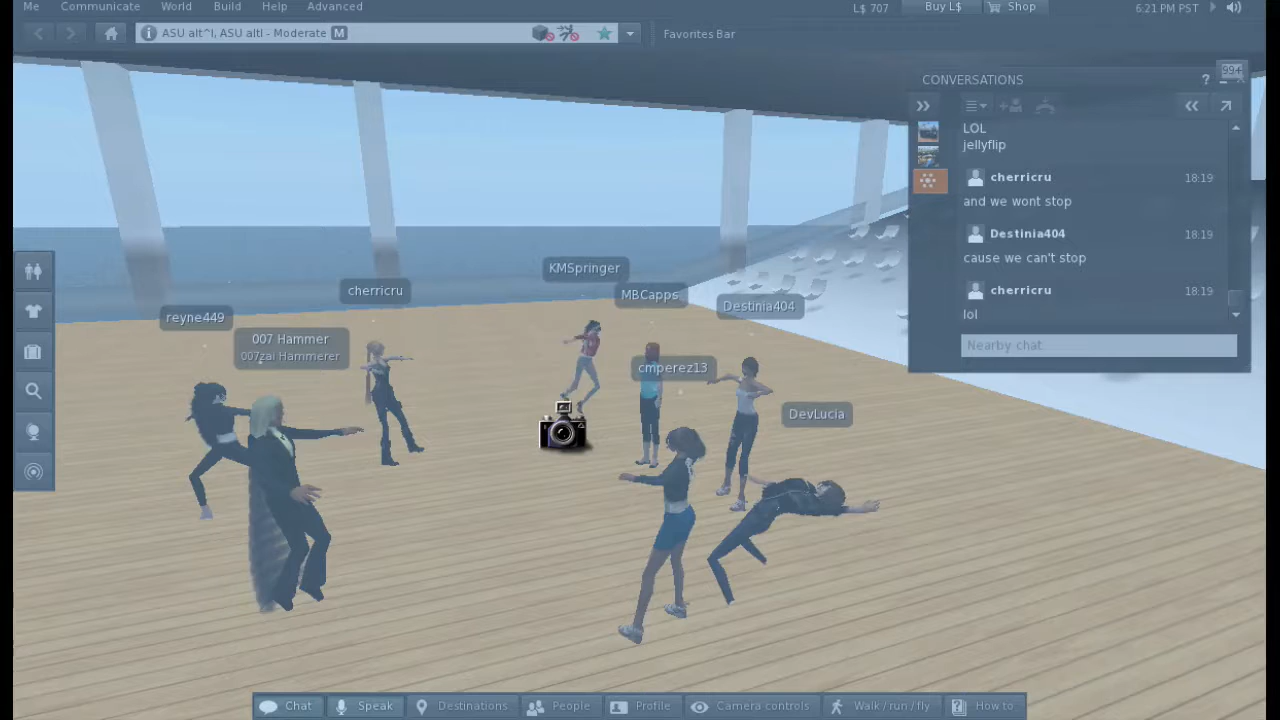 Me Communicate World Build Help Advanced L$ 707 Buy L$ Shop 6:21 PM PST
ASU alt^I, ASU altI - Moderate M Favorites Bar
99+
CONVERSATIONS ?
LOL
jellyflip
cherricru 18:19
and we wont stop
Destinia404 18:19
cause we can't stop
cherricru 18:19
lol
Nearby chat
KMSpringer
cherricru
MBCapps
Destinia404
reyne449
007 Hammer
007zai Hammerer
cmperez13
DevLucia
Chat Speak Destinations People Profile Camera controls Walk / run / fly How to